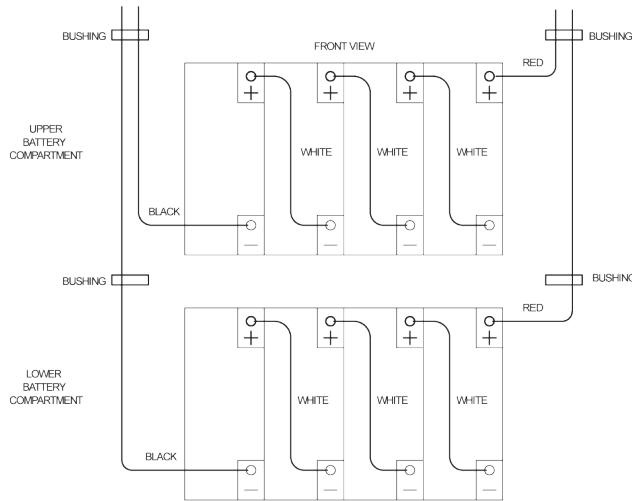 BUSHING
BUSHING
FRONT VIEW
RED
+
+
+
+
UPPER
BATTERY
COMPARTMENT
WHITE
WHITE
WHITE
BLACK
−
−
−
−
BUSHING
BUSHING
RED
+
+
+
+
LOWER
BATTERY
COMPARTMENT
WHITE
WHITE
WHITE
BLACK
−
−
−
−